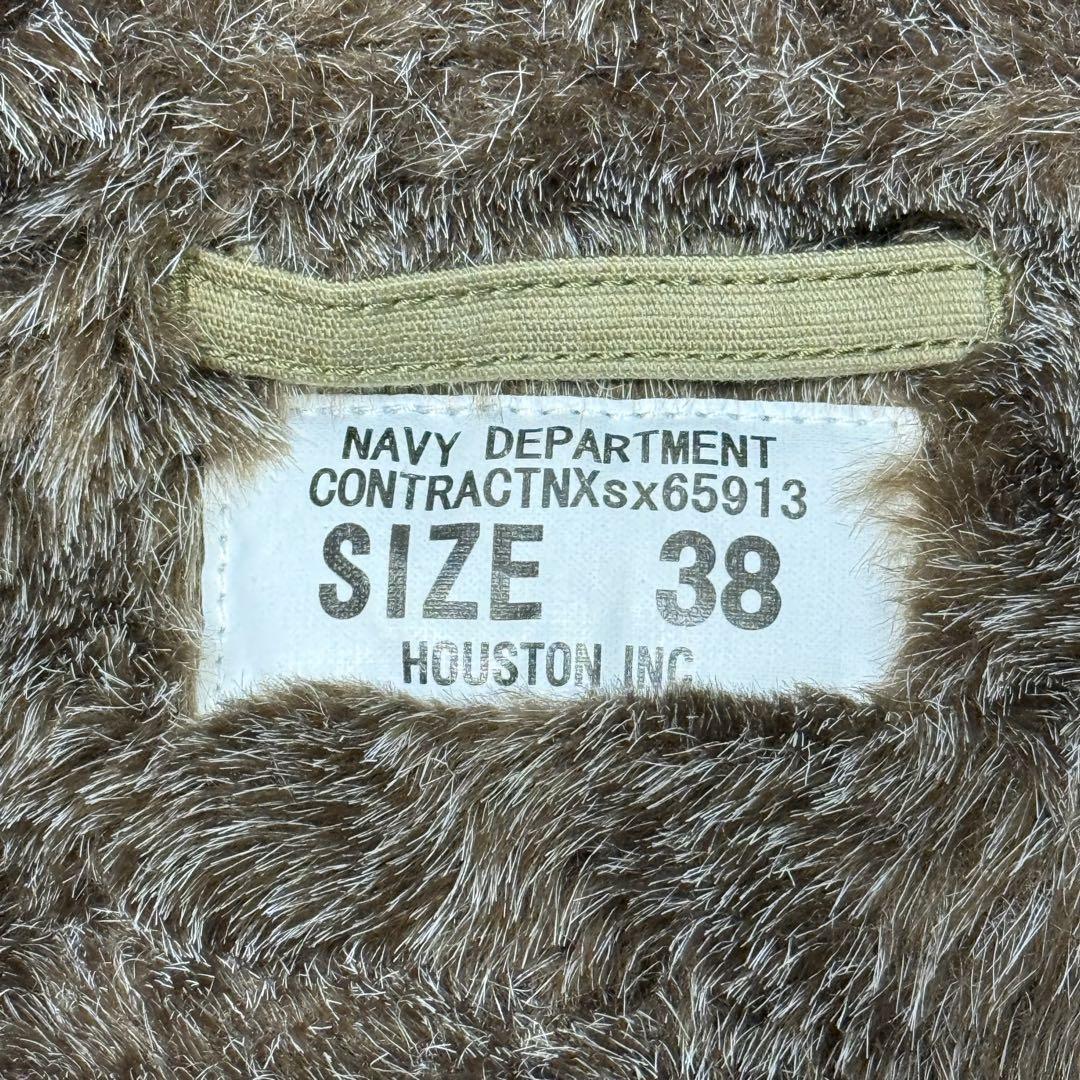 NAVY DEPARTMENT
CONTRACTNXsx65913
SIZE 38
HOUSTON INC